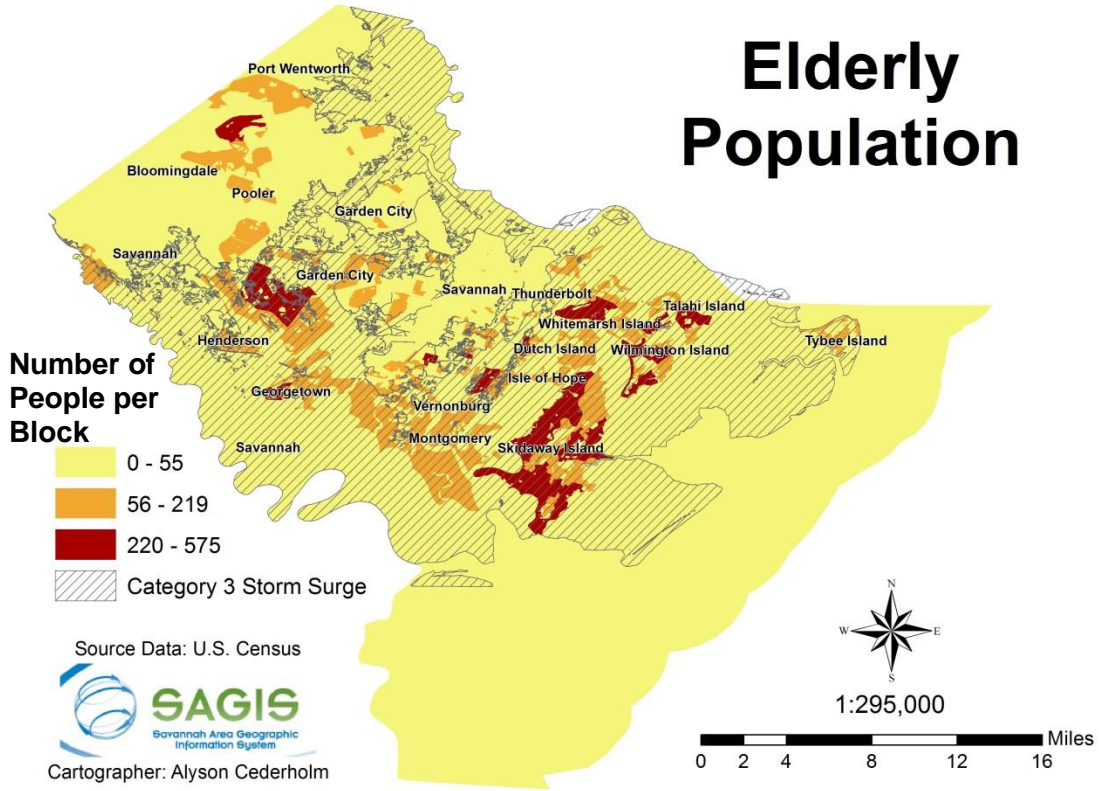 Elderly
Population
Port Wentworth
Bloomingdale
Pooler
Garden City
Savannah
Garden City
Savannah
Thunderbolt
Talahi Island
Whitemarsh Island
Henderson
Dutch Island
Wilmington Island
Tybee Island
Georgetown
Isle of Hope
Vernonburg
Savannah
Montgomery
Skidaway Island
Number of
People per
Block
0 - 55
56 - 219
220 - 575
Category 3 Storm Surge
Source Data: U.S. Census
SAGIS
Savannah Area Geographic
Information System
Cartographer: Alyson Cederholm
N
W
E
S
1:295,000
Miles
0 2 4 8 12 16